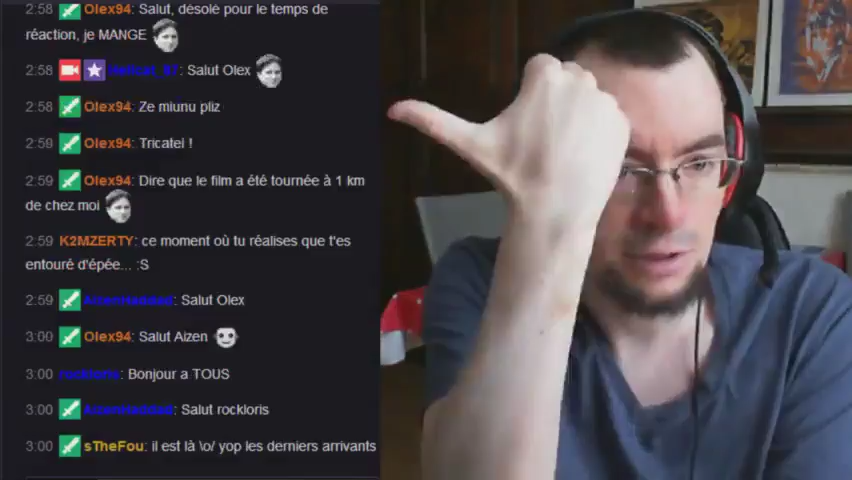 2:58 Olex94: Salut, désolé pour le temps de
réaction, je MANGE
2:58 Hellcat_87: Salut Olex
2:58 Olex94: Ze miunu pliz
2:59 Olex94: Tricatel !
2:59 Olex94: Dire que le film a été tournée à 1 km
de chez moi
2:59 K2MZERTY: ce moment où tu réalises que t'es
entouré d'épée... :S
2:59 Salut Olex
3:00 Olex94: Salut Aizen
3:00 rockloris: Bonjour a TOUS
3:00 Salut rockloris
3:00 sTheFou: il est là \o/ yop les derniers arrivants